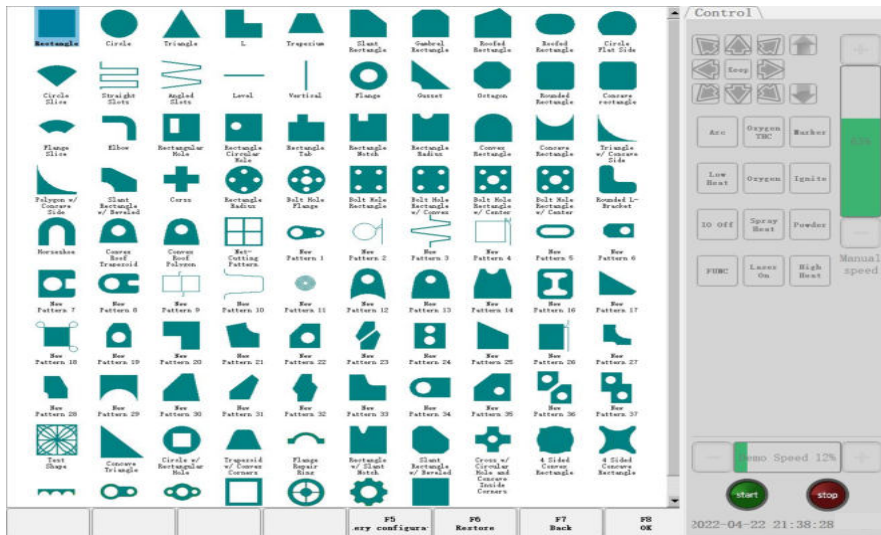 Control
Rectangle Circle Triangle L Trapezium Slant Rectangle Gambrel Rectangle Roofed Rectangle Roofed Rectangle Circle Flat Side
Circle Slice Straight Slots Angled Slots Level Vertical Flange Gusset Octagon Rounded Rectangle Concave rectangle
Flange Slice Elbow Rectangular Hole Rectangle Circular Hole Rectangle Tab Rectangle Notch Rectangle Radius Convex Rectangle Concave Rectangle Triangle w/ Concave Side
Polygon w/ Concave Side Slant Rectangle w/ Beveled Corss Rectangle Radius Bolt Hole Flange Bolt Hole Rectangle Bolt Hole Rectangle w/ Convex Bolt Hole Rectangle w/ Center Bolt Hole Rectangle w/ Center Rounded L-Bracket
Horseshoe Convex Roof Trapezoid Convex Roof Polygon Net-Cutting Pattern New Pattern 1 New Pattern 2 New Pattern 3 New Pattern 4 New Pattern 5 New Pattern 6
New Pattern 7 New Pattern 8 New Pattern 9 New Pattern 10 New Pattern 11 New Pattern 12 New Pattern 13 New Pattern 14 New Pattern 16 New Pattern 17
New Pattern 18 New Pattern 19 New Pattern 20 New Pattern 21 New Pattern 22 New Pattern 23 New Pattern 24 New Pattern 25 New Pattern 26 New Pattern 27
New Pattern 28 New Pattern 29 New Pattern 30 New Pattern 31 New Pattern 32 New Pattern 33 New Pattern 34 New Pattern 35 New Pattern 36 New Pattern 37
Test Shape Concave Triangle Circle w/ Rectangular Hole Trapezoid w/ Convex Corners Flange Repair Ring Rectangle w/ Slant Notch Slant Rectangle w/ Beveled Cross w/ Circular Hole and Concave Inside Corners 4 Sided Convex Rectangle 4 Sided Concave Rectangle
F5 F6 F7 F8
ery configura Restore Back OK
Keep
Arc Oxygen THC Marker
Low Heat Oxygen Ignite
IO Off Spray Heat Powder
FUNC Laser On High Heat
63%
Manual speed
Demo Speed 12%
start stop
2022-04-22 21:38:28